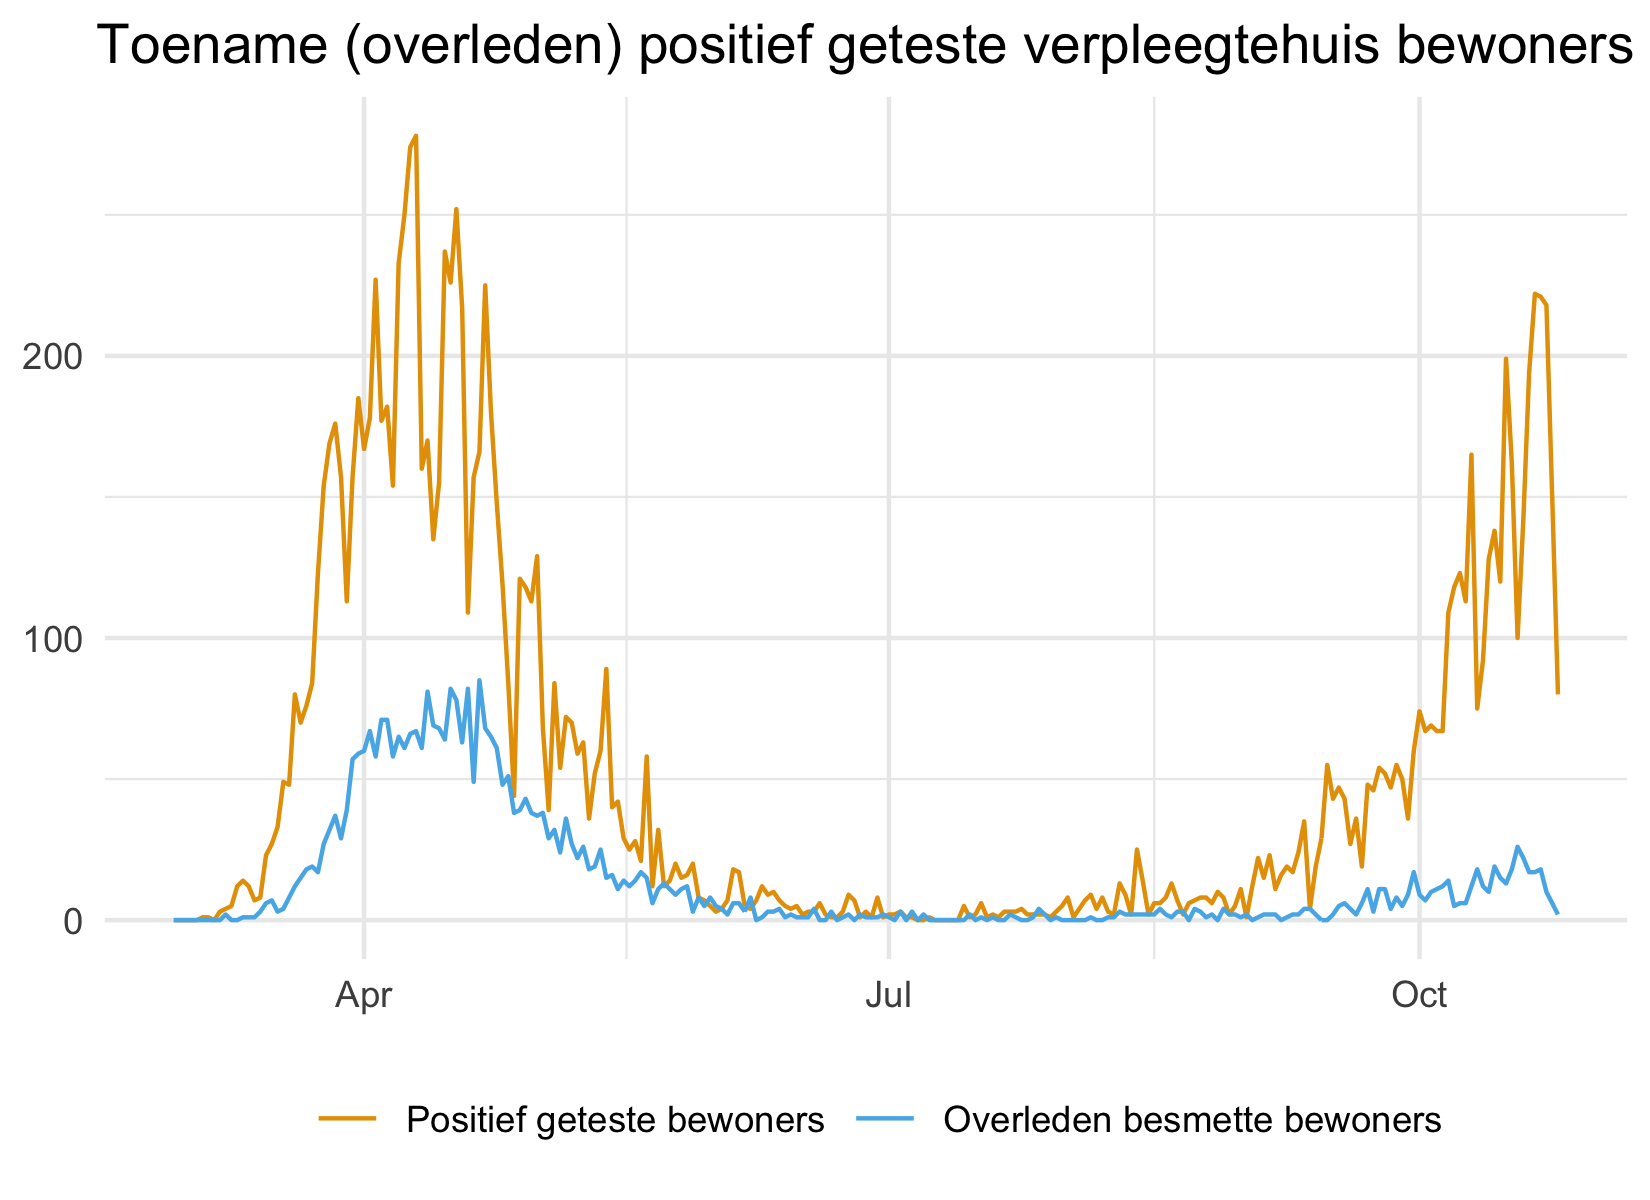 Toename (overleden) positief geteste verpleegtehuis bewoners
200
100
0
Apr Jul Oct
Positief geteste bewoners Overleden besmette bewoners